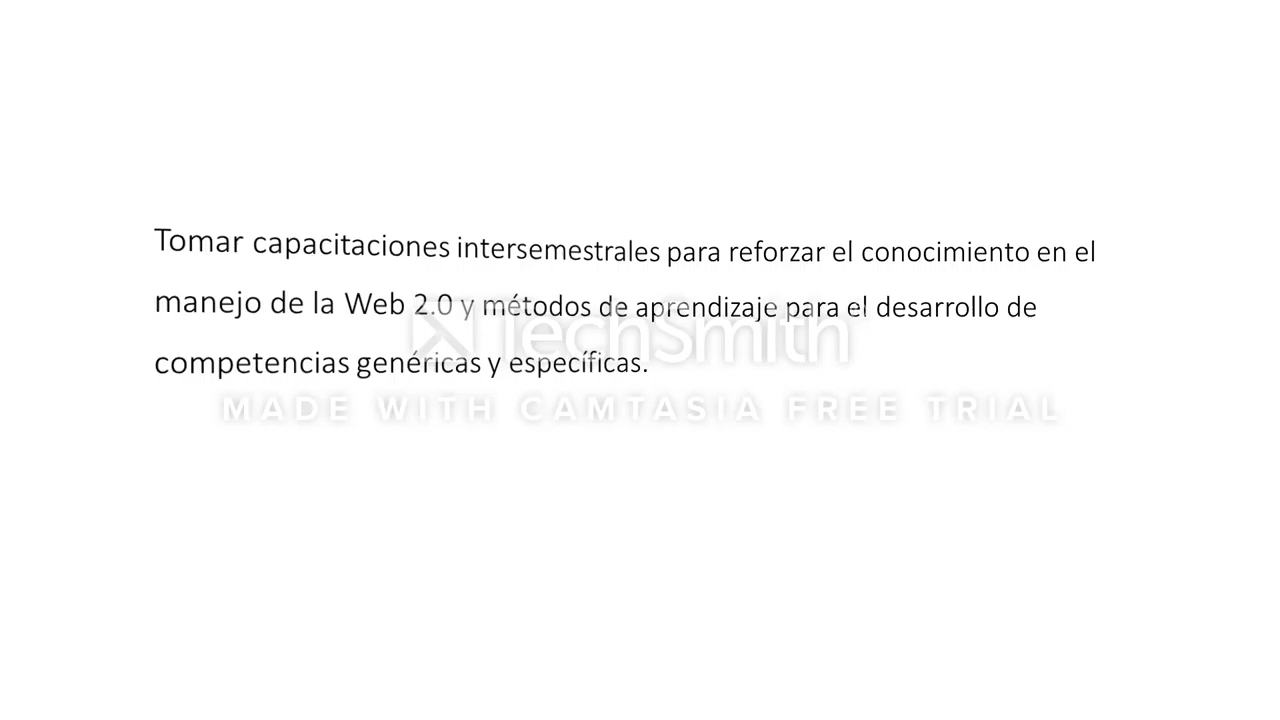 Tomar capacitaciones intersemestrales para reforzar el conocimiento en el
manejo de la Web 2.0 y métodos de aprendizaje para el desarrollo de
TechSmith
competencias genéricas y específicas.
MADE WITH CAMTASIA FREE TRIAL